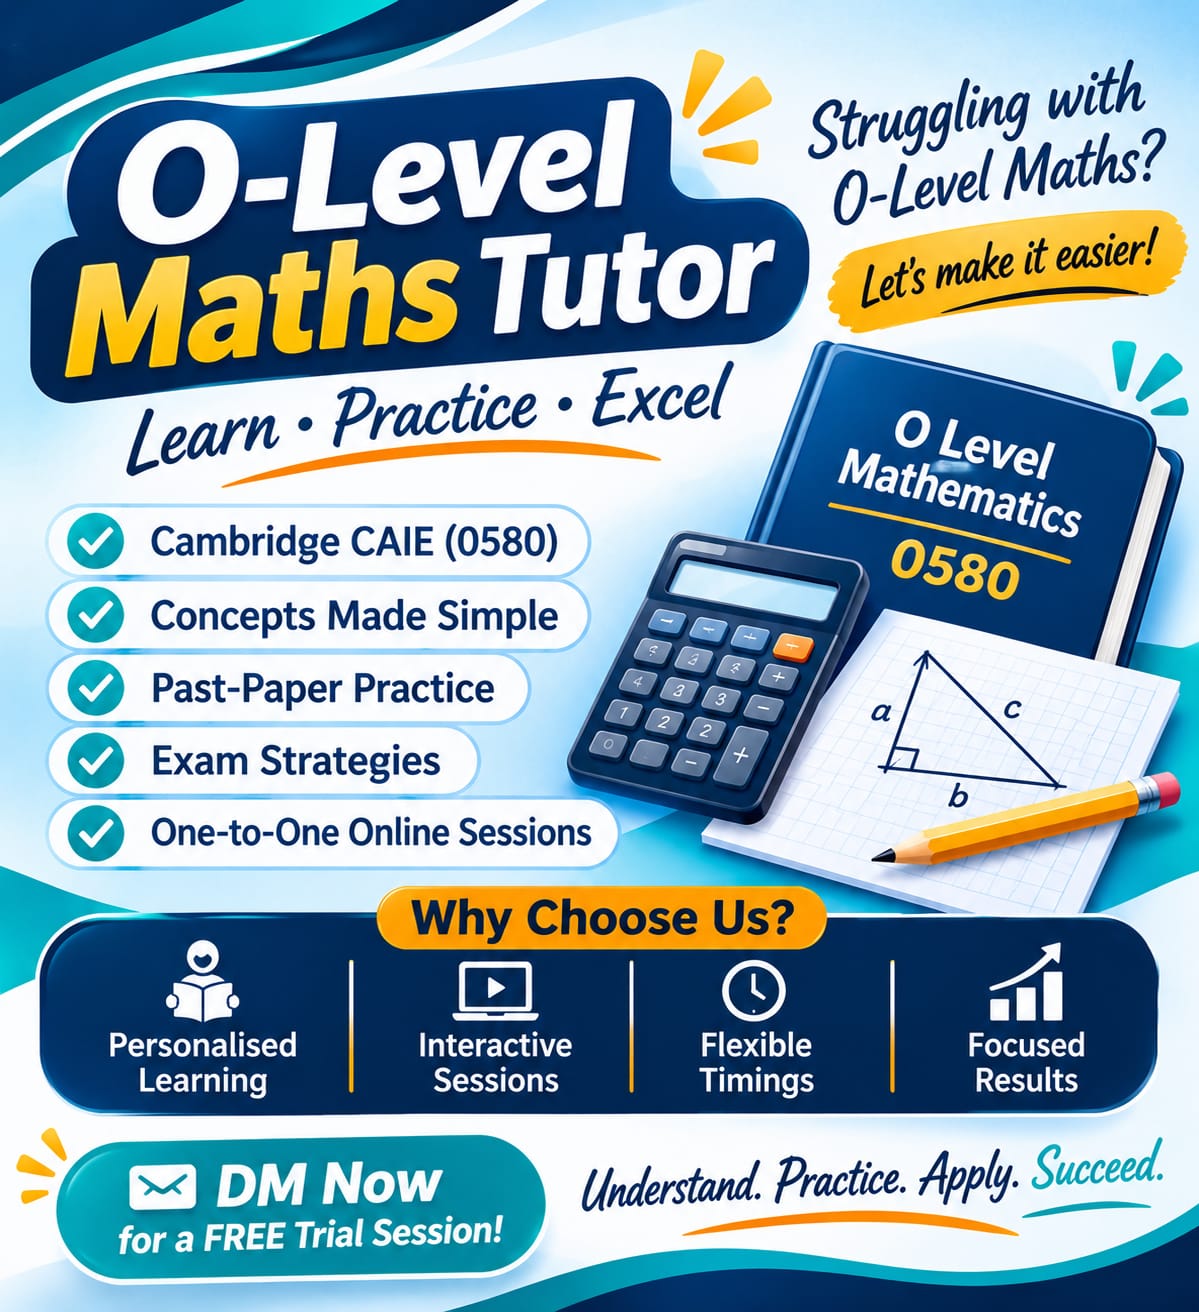 O-Level
Maths Tutor
Learn • Practice • Excel
Struggling with
O-Level Maths?
Let's make it easier!
Cambridge CAIE (0580)
Concepts Made Simple
Past-Paper Practice
Exam Strategies
One-to-One Online Sessions
O Level
Mathematics
0580
a
c
b
Why Choose Us?
Personalised
Learning
Interactive
Sessions
Flexible
Timings
Focused
Results
DM Now
for a FREE Trial Session!
Understand. Practice. Apply. Succeed.